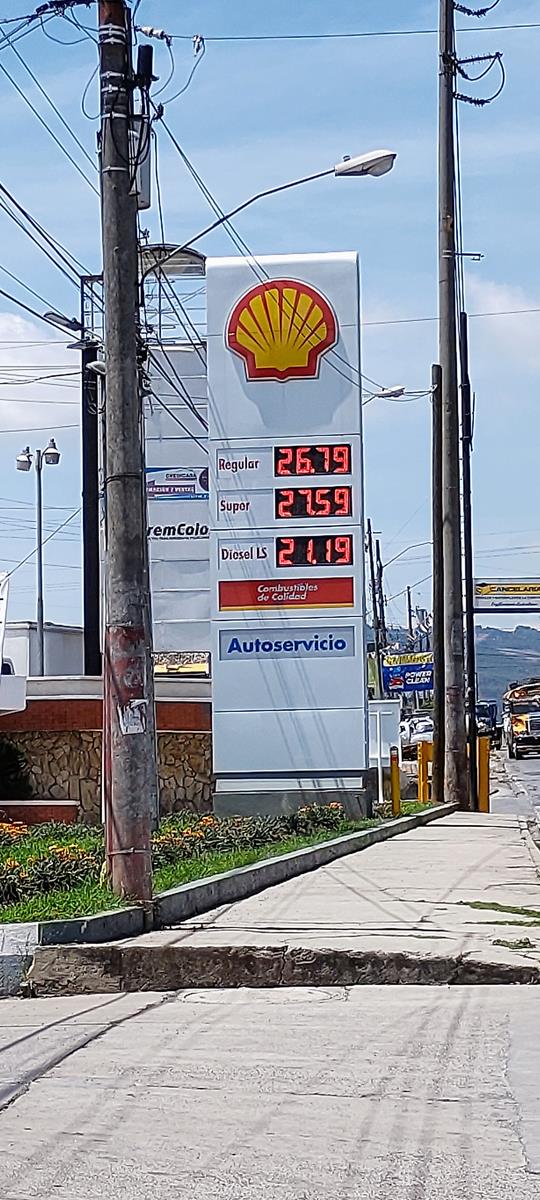 Regular 26.79
Super 27.59
Diesel LS 21.19
Combustibles
de Calidad
Autoservicio
remColo
POWER
CLEAN